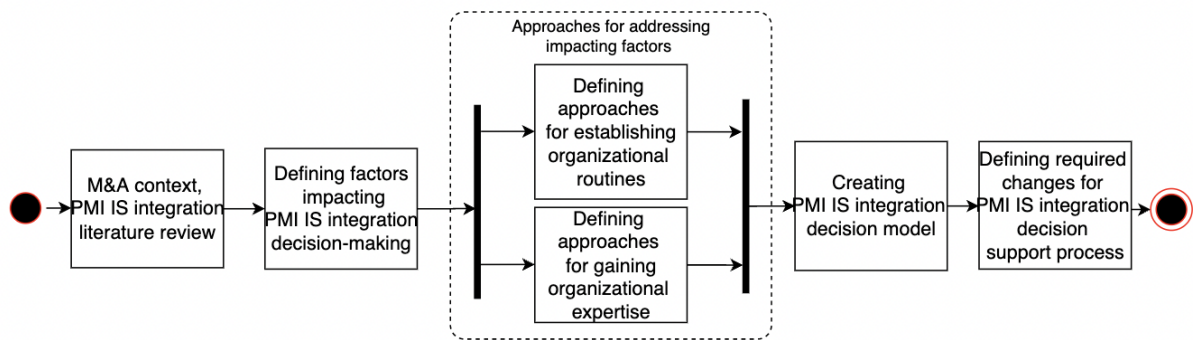 M&A context,
PMI IS integration
literature review
Defining factors
impacting
PMI IS integration
decision-making
Approaches for addressing
impacting factors
Defining
approaches
for establishing
organizational
routines
Defining
approaches
for gaining
organizational
expertise
Creating
PMI IS integration
decision model
Defining required
changes for
PMI IS integration
decision
support process